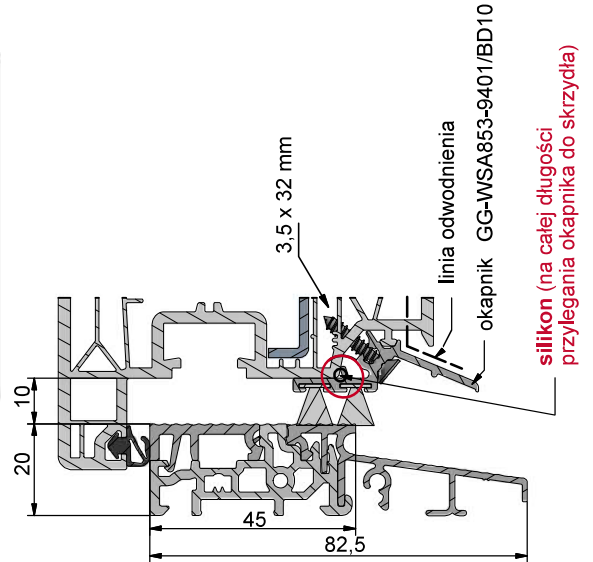 3,5 x 32 mm
linia odwodnienia
okapnik GG-WSA853-9401/BD10
silikon (na całej długości
przylegania okapnika do skrzydła)
10
20
45
82,5